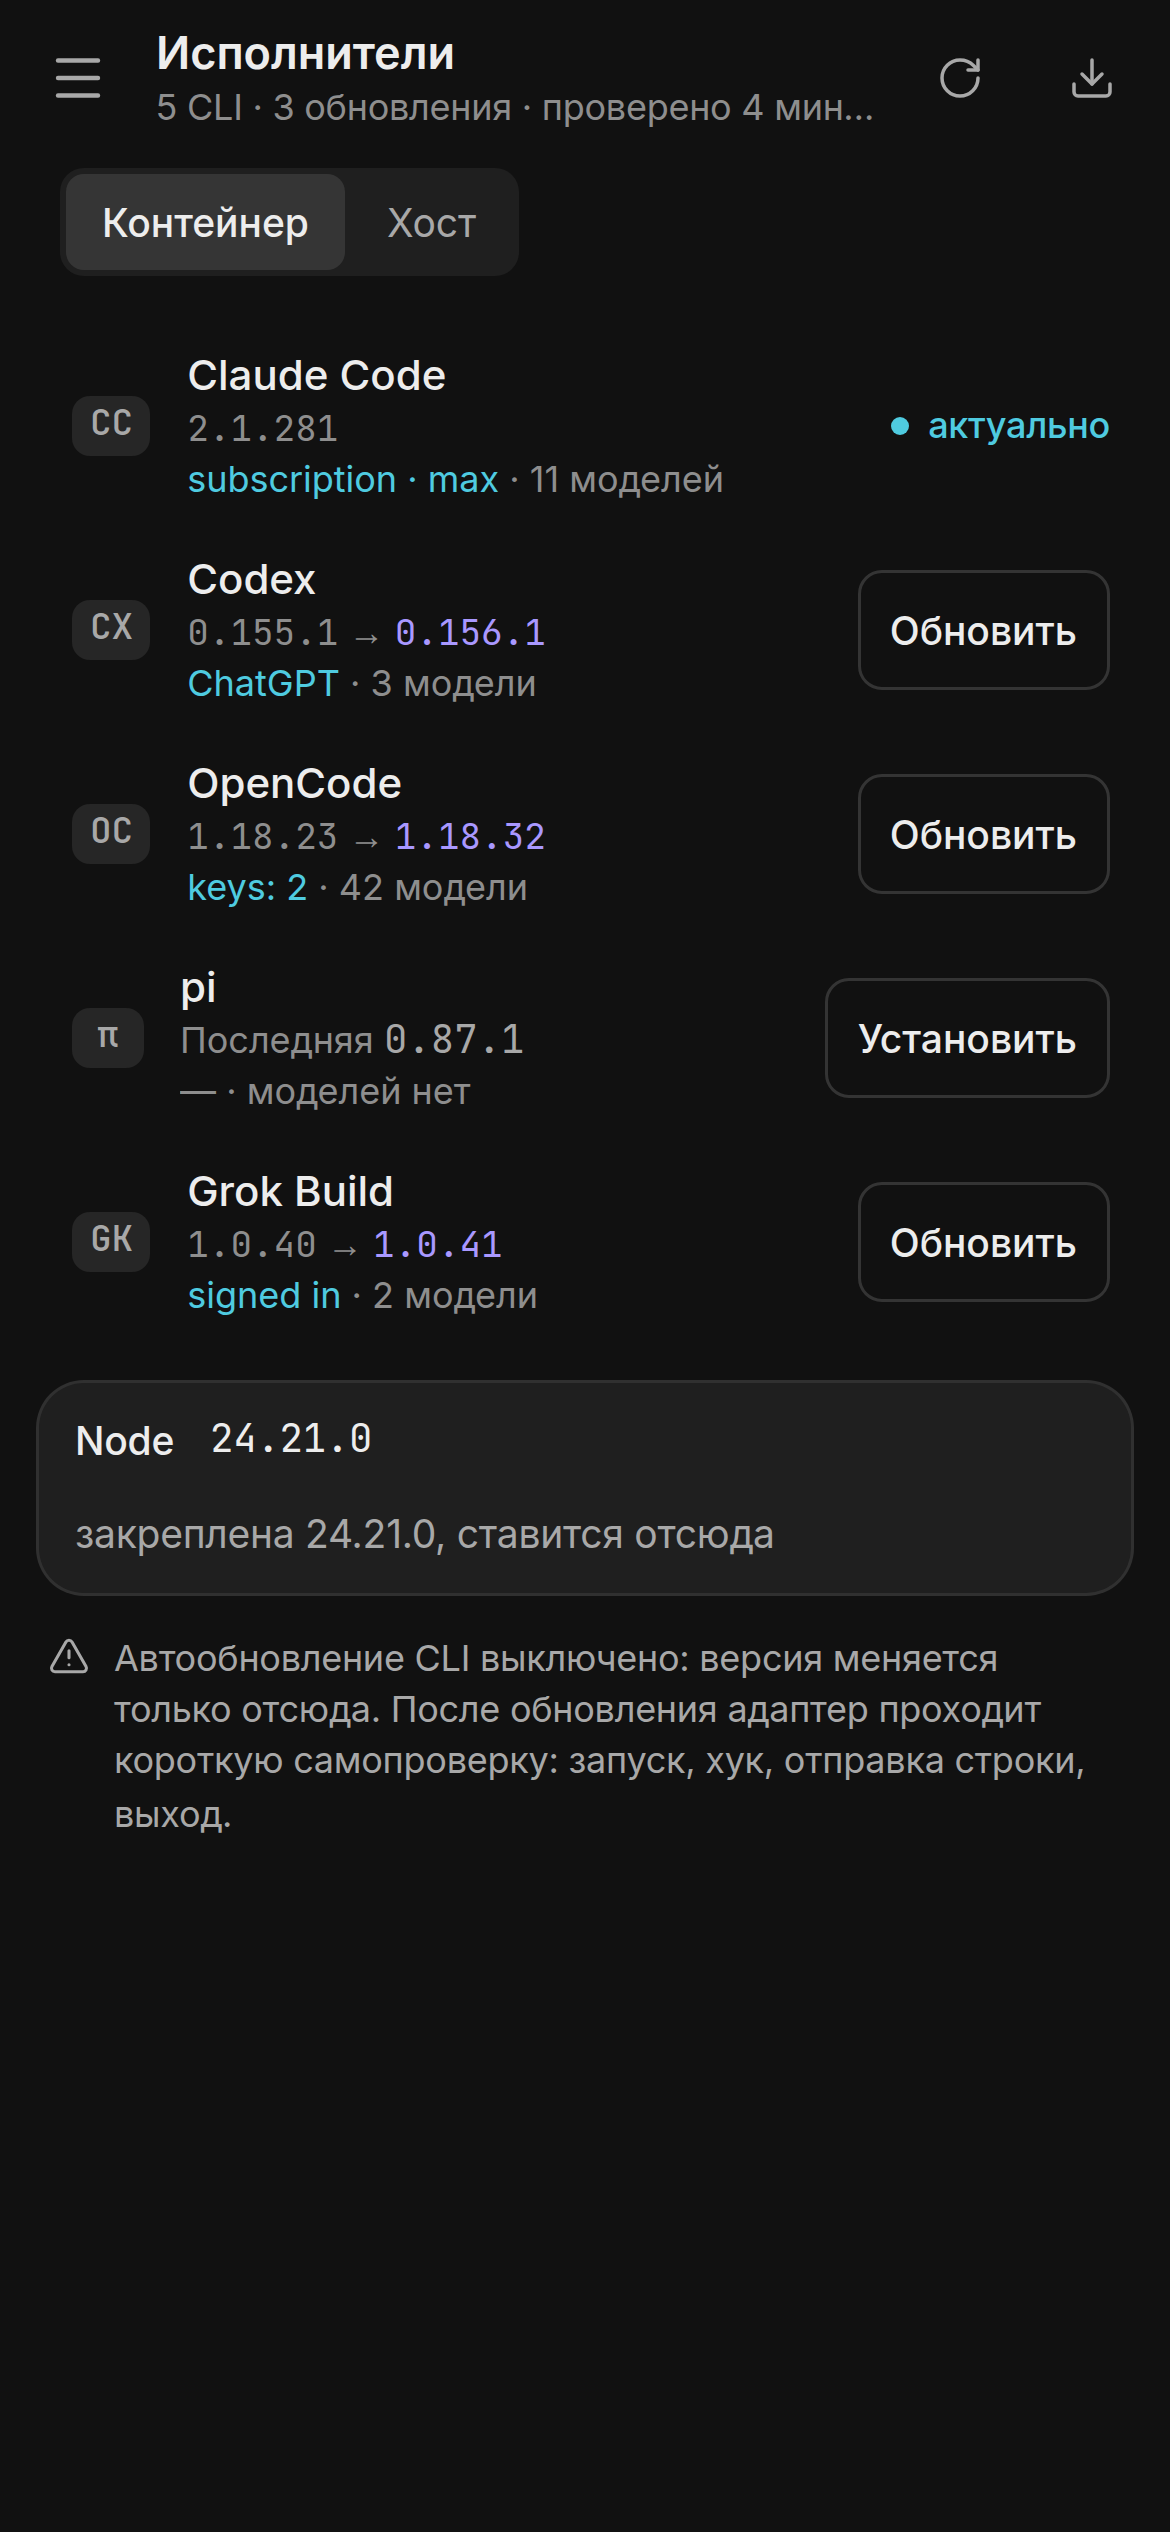 Исполнители
5 CLI · 3 обновления · проверено 4 мин...
Контейнер
Хост
CC
Claude Code
2.1.281
subscription · max · 11 моделей
актуально
CX
Codex
0.155.1 → 0.156.1
ChatGPT · 3 модели
Обновить
OC
OpenCode
1.18.23 → 1.18.32
keys: 2 · 42 модели
Обновить
π
pi
Последняя 0.87.1
— · моделей нет
Установить
GK
Grok Build
1.0.40 → 1.0.41
signed in · 2 модели
Обновить
Node 24.21.0
закреплена 24.21.0, ставится отсюда
Автообновление CLI выключено: версия меняется
только отсюда. После обновления адаптер проходит
короткую самопроверку: запуск, хук, отправка строки,
выход.